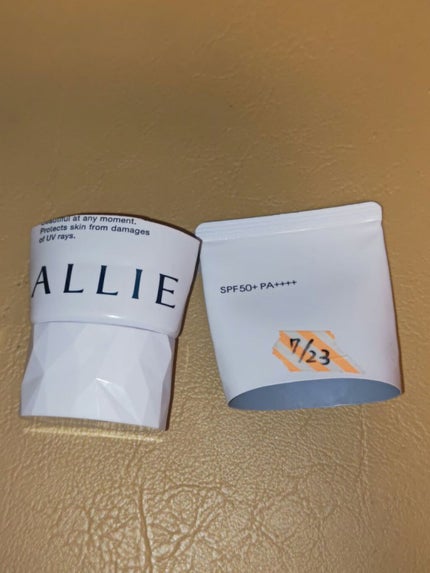 Beautiful at any moment.
Protects skin from damages
of UV rays.
ALLIE
SPF50+ PA++++
7/23